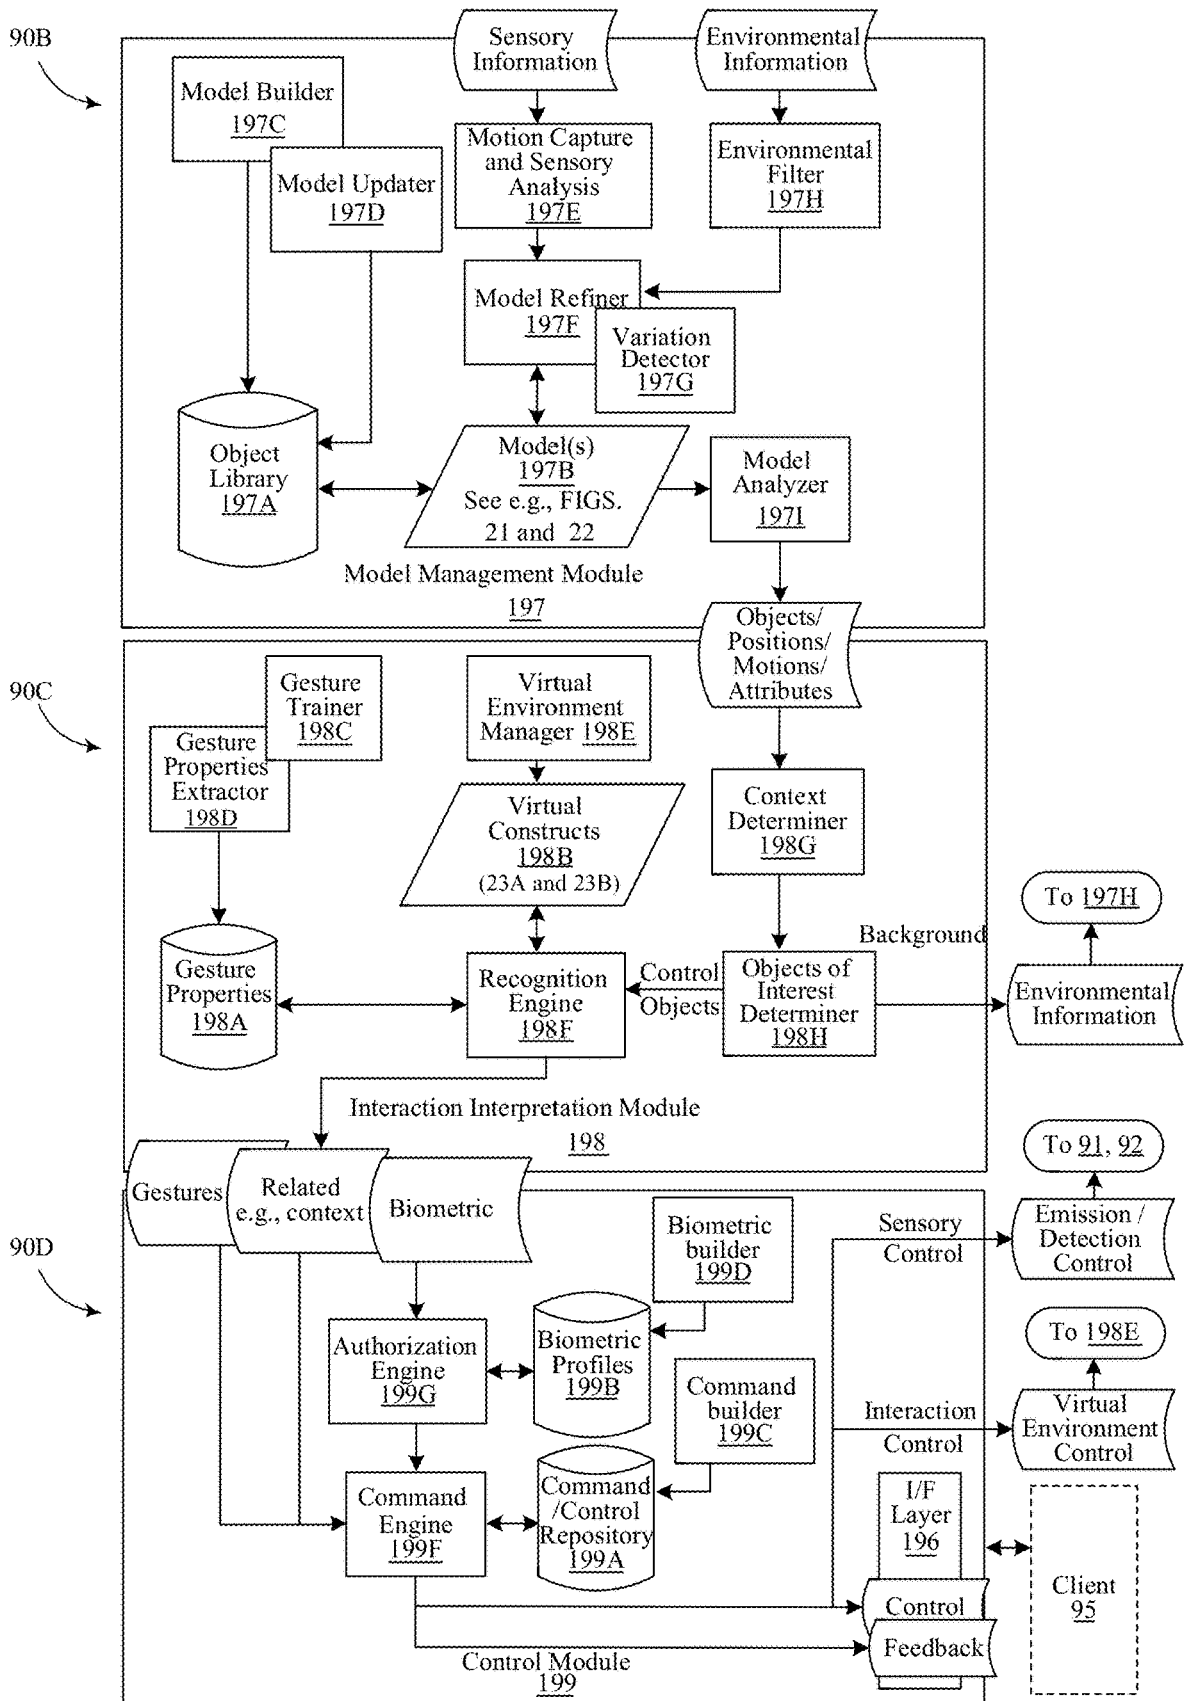 90B
Sensory
Information
Environmental
Information
Model Builder
197C
Model Updater
197D
Motion Capture
and Sensory
Analysis
197E
Environmental
Filter
197H
Model Refiner
197F
Variation
Detector
197G
Object
Library
197A
Model(s)
197B
See e.g., FIGS.
21 and 22
Model
Analyzer
197I
Model Management Module
197
Objects/
Positions/
Motions/
Attributes
90C
Gesture
Trainer
198C
Gesture
Properties
Extractor
198D
Virtual
Environment
Manager 198E
Virtual
Constructs
198B
(23A and 23B)
Context
Determiner
198G
To 197H
Background
Gesture
Properties
198A
Recognition
Engine
198F
Control
Objects
Objects of
Interest
Determiner
198H
Environmental
Information
Interaction Interpretation Module
198
Gestures
Related
e.g., context
Biometric
To 91, 92
90D
Biometric
builder
199D
Sensory
Control
Emission /
Detection
Control
Authorization
Engine
199G
Biometric
Profiles
199B
To 198E
Command
builder
199C
Interaction
Control
Virtual
Environment
Control
Command
Engine
199F
Command
/Control
Repository
199A
I/F
Layer
196
Client
95
Control
Feedback
Control Module
199